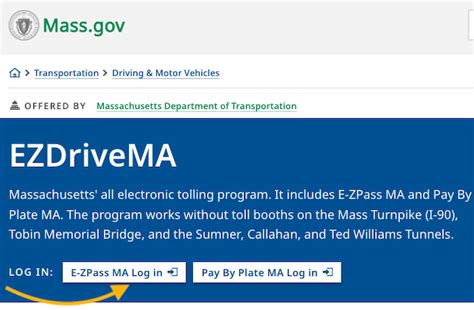 Mass.gov
Transportation
Driving & Motor Vehicles
OFFERED BY Massachusetts Department of Transportation
EZDriveMA
Massachusetts' all electronic tolling program. It includes E-ZPass MA and Pay By
Plate MA. The program works without toll booths on the Mass Turnpike (I-90),
Tobin Memorial Bridge, and the Sumner, Callahan, and Ted Williams Tunnels.
LOG IN: E-ZPass MA Log in Pay By Plate MA Log in